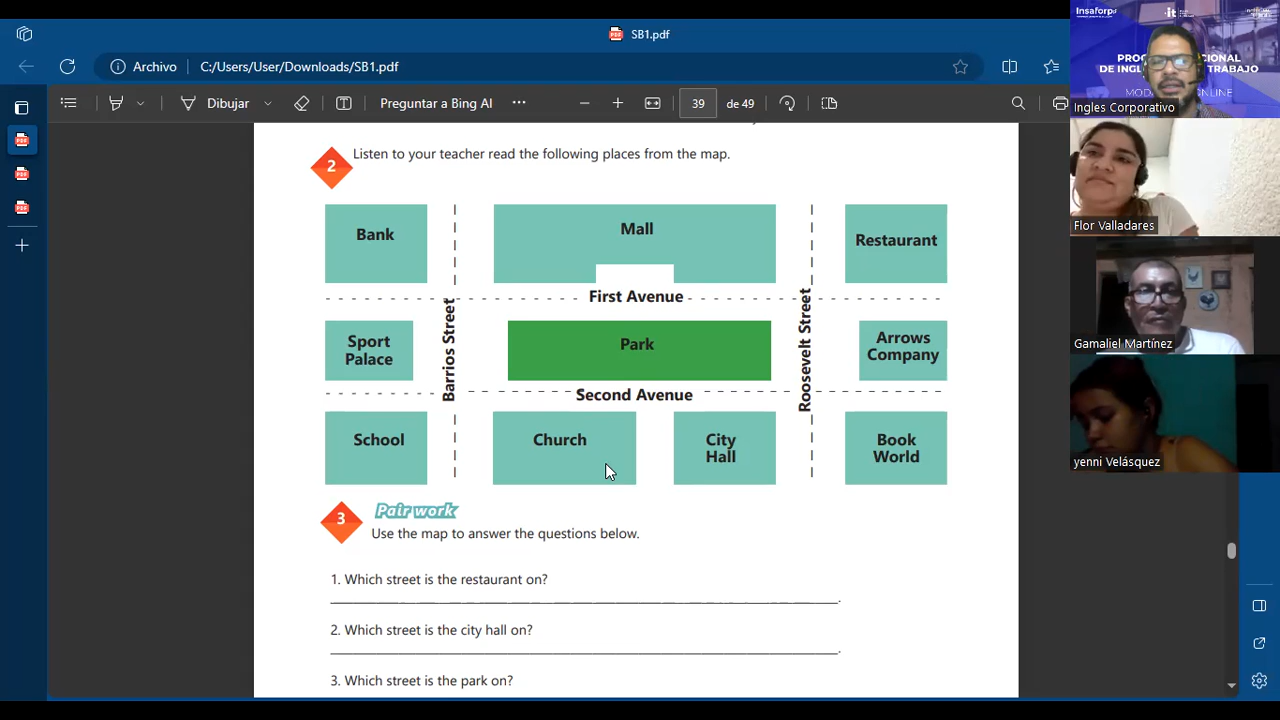 SB1.pdf
Archivo
C:/Users/User/Downloads/SB1.pdf
Dibujar
Preguntar a Bing AI
39
de 49
2
Listen to your teacher read the following places from the map.
Bank
Mall
Restaurant
First Avenue
Barrios Street
Roosevelt Street
Sport
Palace
Park
Arrows
Company
Second Avenue
School
Church
City
Hall
Book
World
3
Pair work
Use the map to answer the questions below.
1. Which street is the restaurant on?
2. Which street is the city hall on?
3. Which street is the park on?
Insaforp
it
Ingles Corporativo
Flor Valladares
Gamaliel Martínez
yenni Velásquez